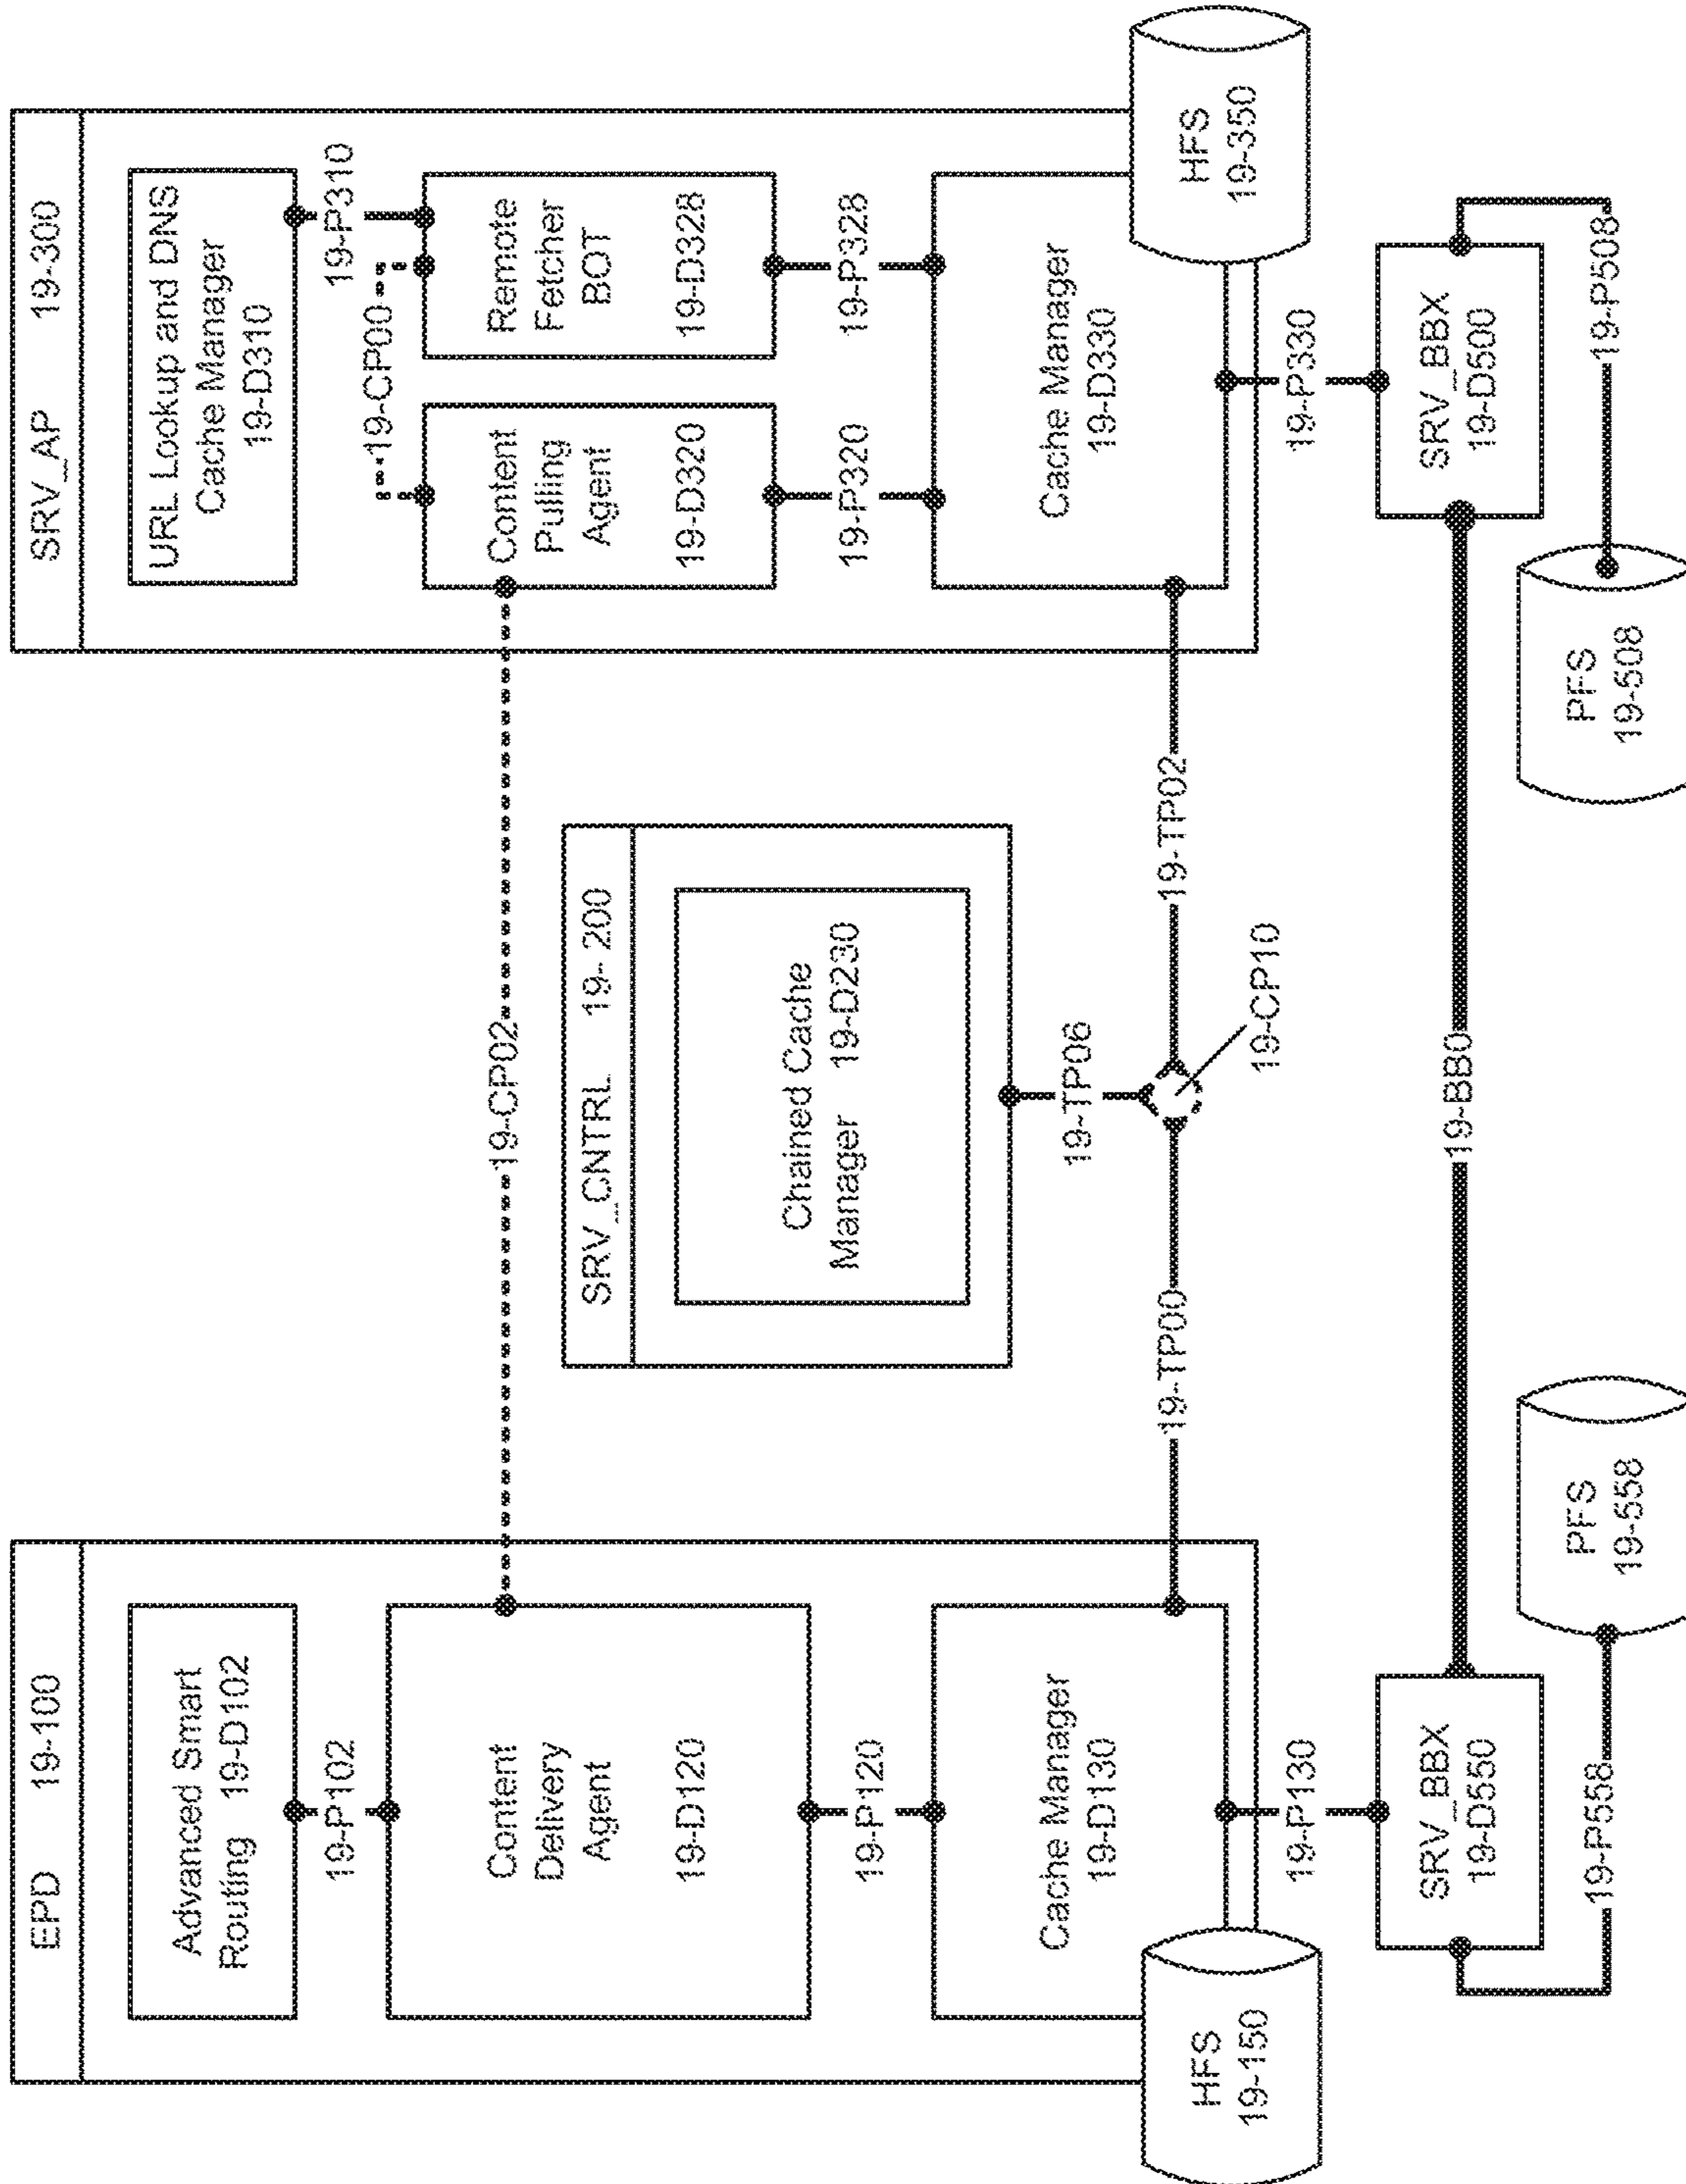 EPD 19-100
Advanced Smart
Routing 19-D102
19-P102
Content
Delivery
Agent
19-D120
19-P120
Cache Manager
19-D130
HFS
19-150
19-P130
SRV_BBX
19-D550
19-P558
PFS
19-558
19-CP02
SRV_CNTRL 19-200
Chained Cache
Manager 19-D230
19-TP06
19-TP00
19-TP02
19-CP10
19-BB0
SRV_AP 19-300
URL Lookup and DNS
Cache Manager
19-D310
19-P310
19-CP00
Content
Pulling
Agent
19-D320
Remote
Fetcher
BOT
19-D328
19-P320
19-P328
Cache Manager
19-D330
HFS
19-350
19-P330
SRV_BBX
19-D500
19-P508
PFS
19-508